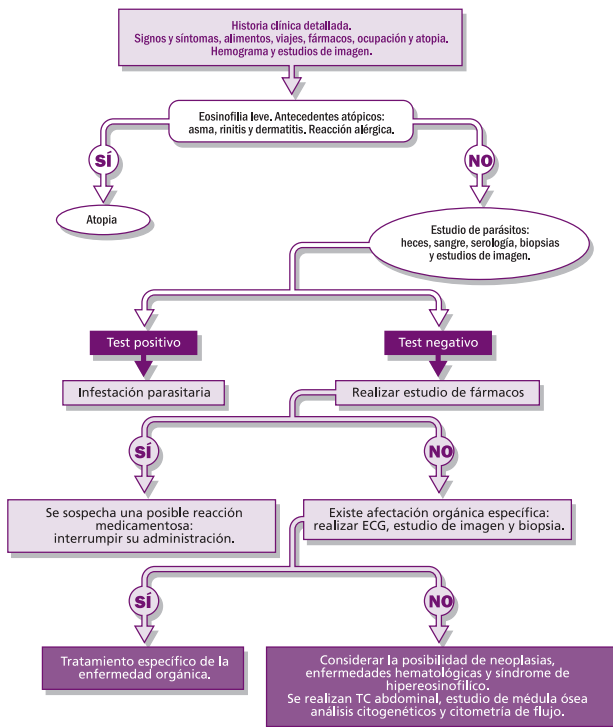 Historia clínica detallada.
Signos y síntomas, alimentos, viajes, fármacos, ocupación y atopia.
Hemograma y estudios de imagen.
Eosinofilia leve. Antecedentes atópicos:
asma, rinitis y dermatitis. Reacción alérgica.
SÍ
NO
Atopia
Estudio de parásitos:
heces, sangre, serología, biopsias
y estudios de imagen.
Test positivo
Test negativo
Infestación parasitaria
Realizar estudio de fármacos
SÍ
NO
Se sospecha una posible reacción
medicamentosa:
interrumpir su administración.
Existe afectación orgánica específica:
realizar ECG, estudio de imagen y biopsia.
SÍ
NO
Tratamiento específico de la
enfermedad orgánica.
Considerar la posibilidad de neoplasias,
enfermedades hematológicas y síndrome de
hipereosinofílico.
Se realizan TC abdominal, estudio de médula ósea
análisis citogenéticos y citometría de flujo.